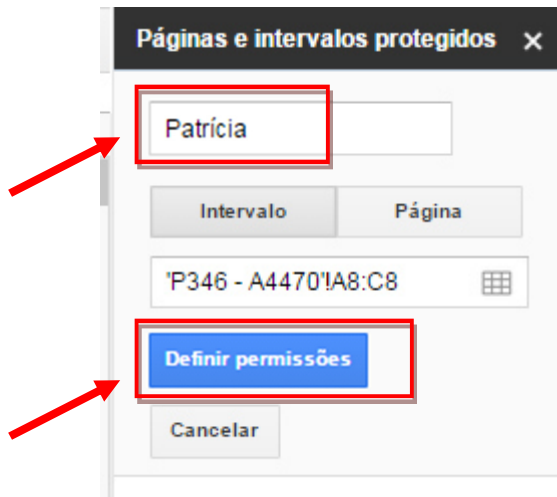 Páginas e intervalos protegidos ×
Patrícia
Intervalo Página
'P346 - A4470'!A8:C8
Definir permissões
Cancelar